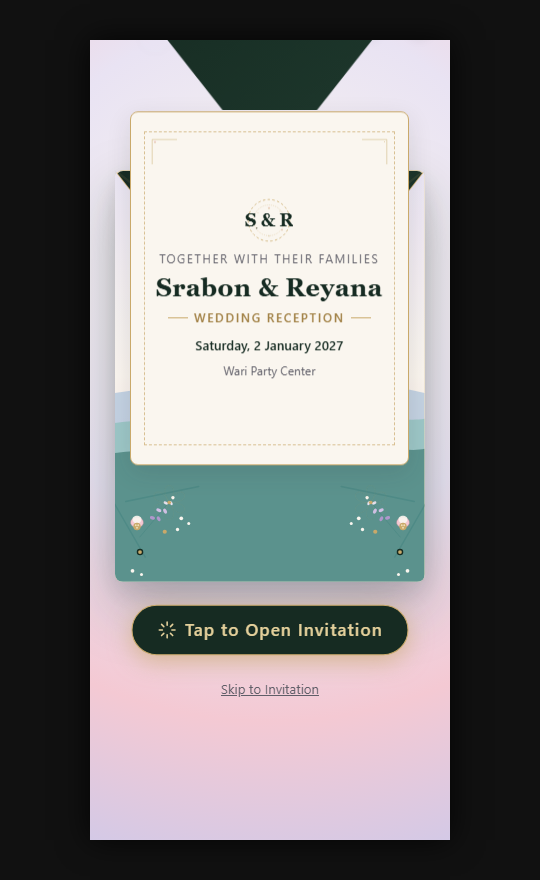 S & R
TOGETHER WITH THEIR FAMILIES
Srabon & Reyana
WEDDING RECEPTION
Saturday, 2 January 2027
Wari Party Center
Tap to Open Invitation
Skip to Invitation